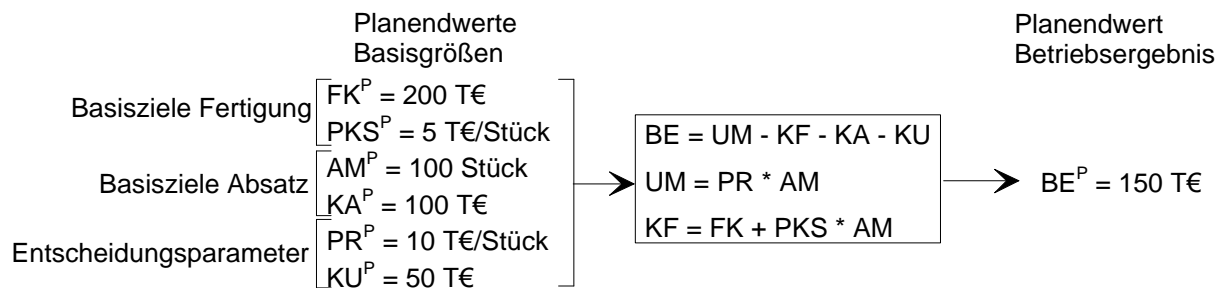 Planendwerte
Basisgrößen
Planendwert
Betriebsergebnis
Basisziele Fertigung
FK^P = 200 T€
PKS^P = 5 T€/Stück
Basisziele Absatz
AM^P = 100 Stück
KA^P = 100 T€
Entscheidungsparameter
PR^P = 10 T€/Stück
KU^P = 50 T€
BE = UM - KF - KA - KU
UM = PR * AM
KF = FK + PKS * AM
BE^P = 150 T€